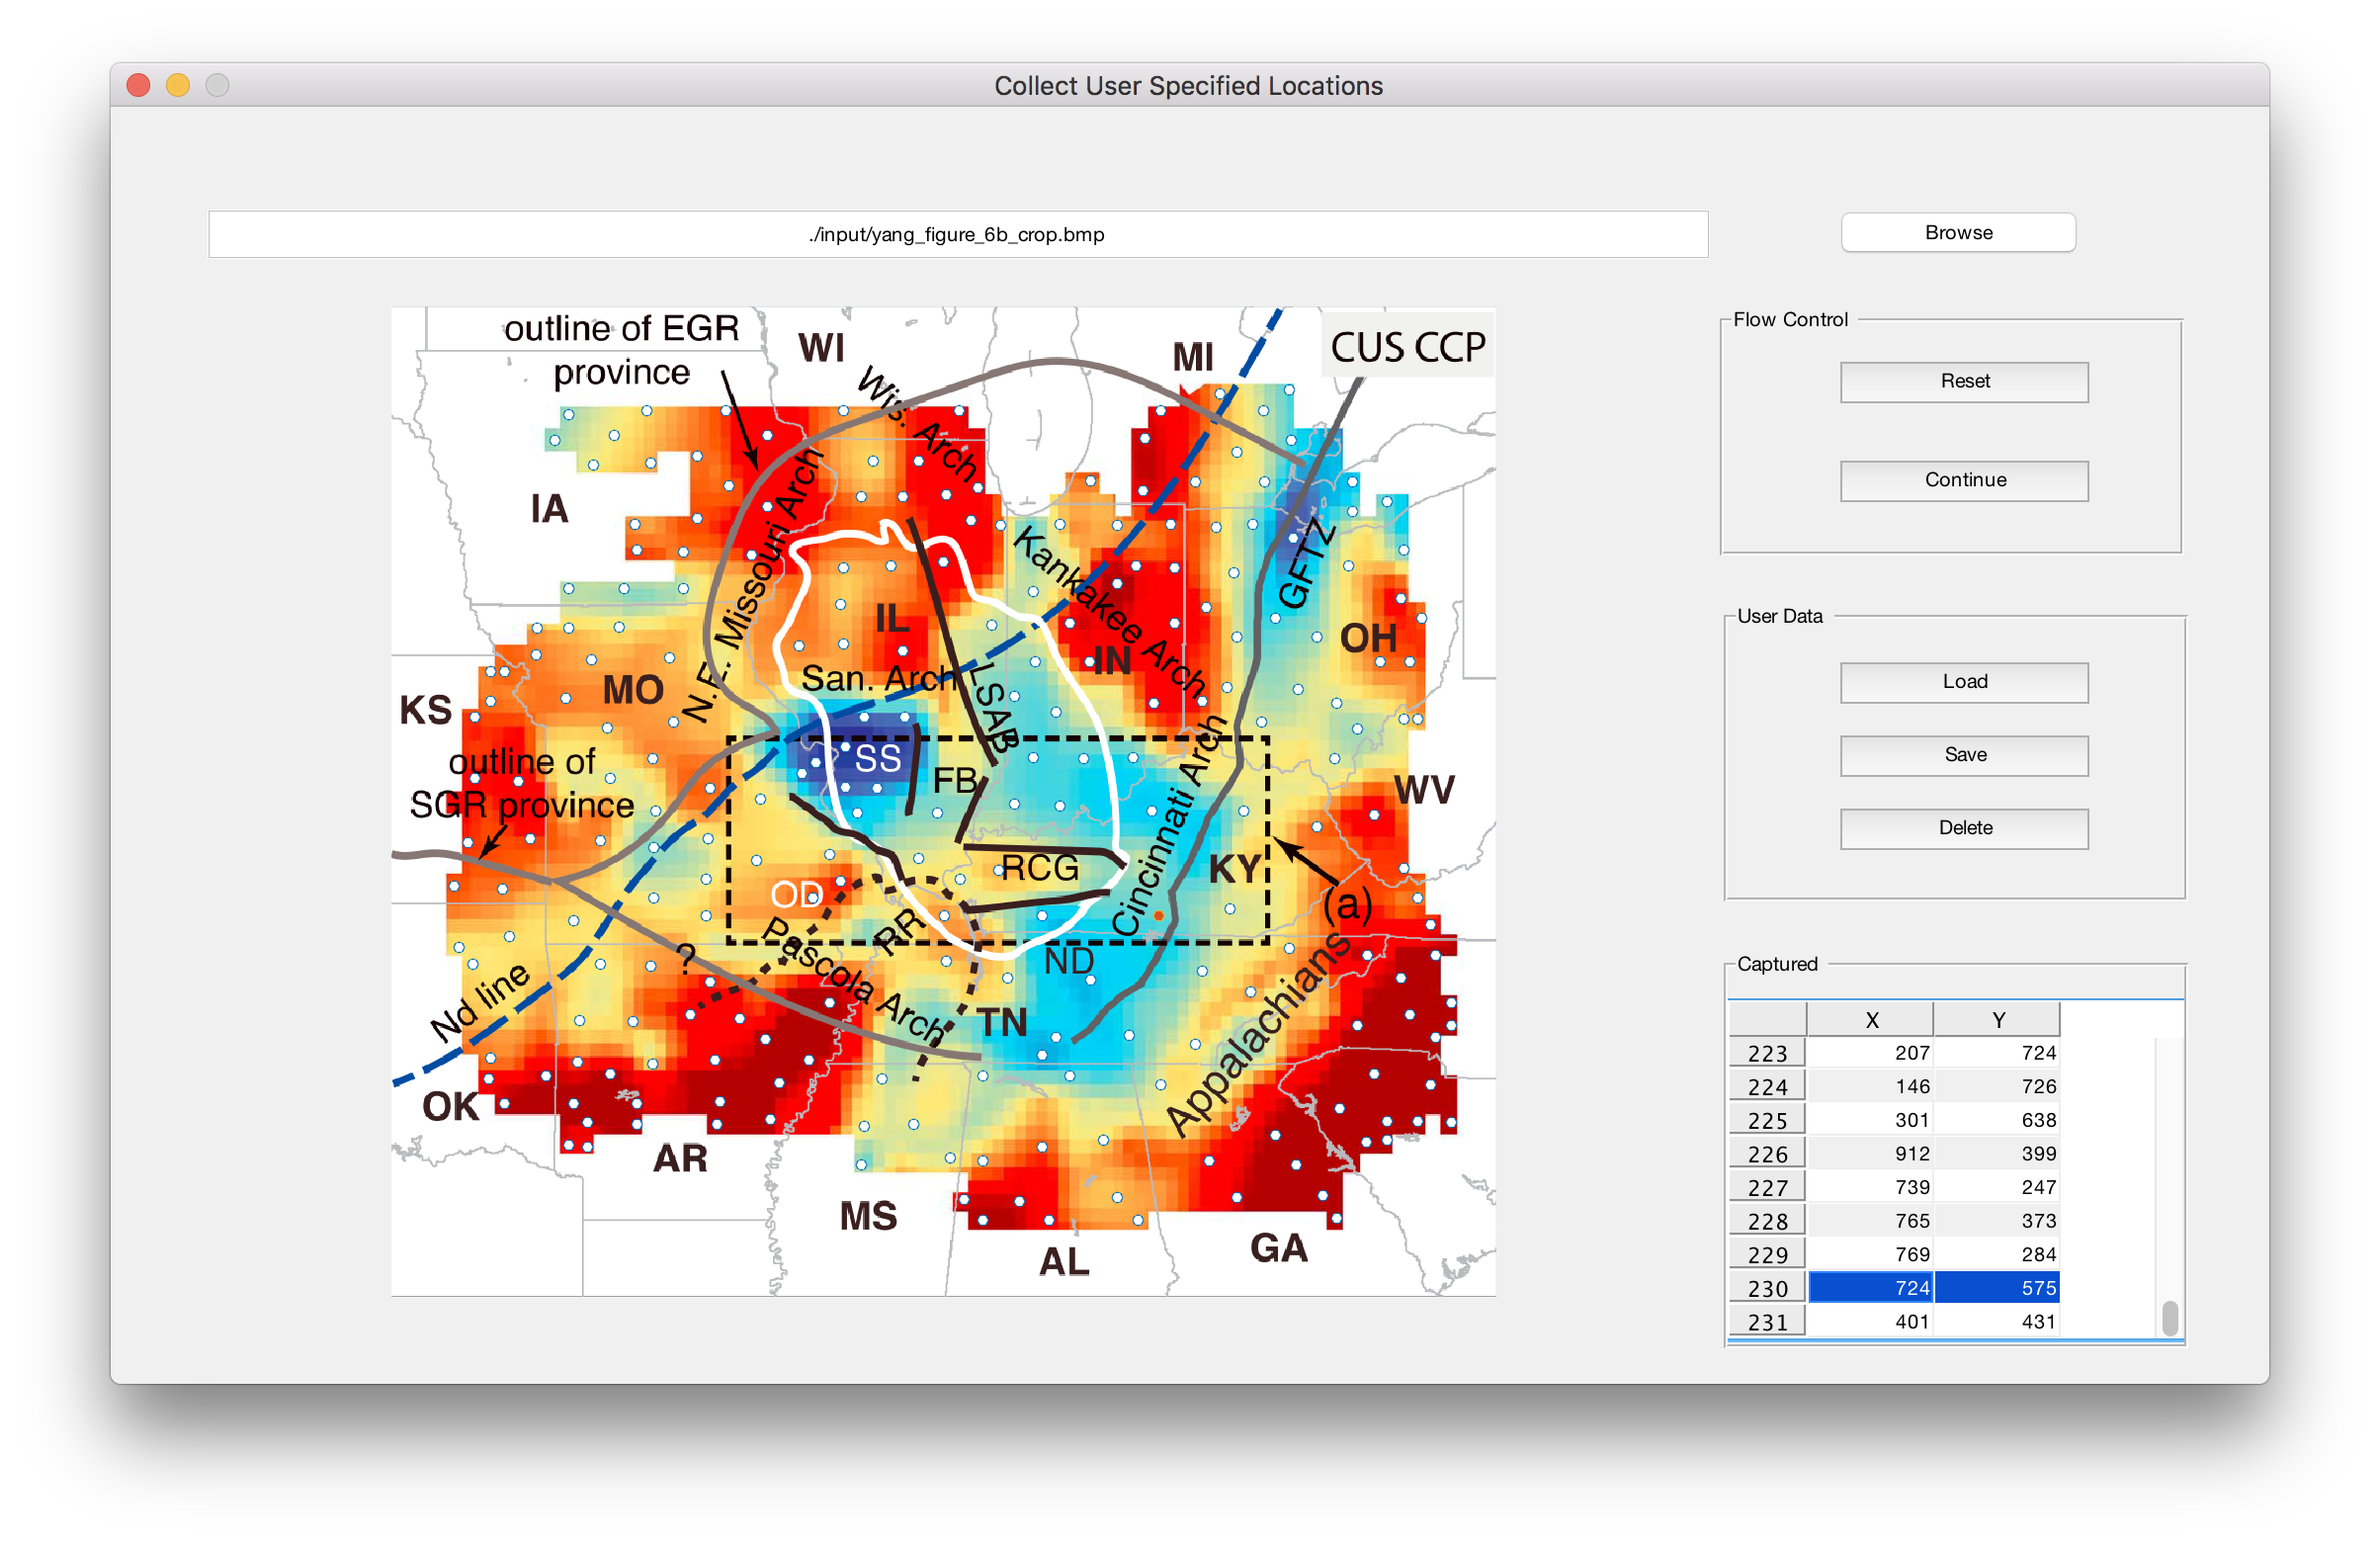 Collect User Specified Locations
./input/yang_figure_6b_crop.bmp
Browse
outline of EGR
province
WI
MI
CUS CCP
Wis. Arch
IA
N.E. Missouri Arch
Kankakee Arch
GFTZ
IL
IN
OH
San. Arch
LSAB
MO
KS
outline of
SGR province
SS
FB
WV
Cincinnati Arch
RCG
KY
OD
(a)
Pascola Arch
RR
?
ND
Nd line
TN
Appalachians
OK
AR
MS
AL
GA
Flow Control
Reset
Continue
User Data
Load
Save
Delete
Captured
X Y
223 207 724
224 146 726
225 301 638
226 912 399
227 739 247
228 765 373
229 769 284
230 724 575
231 401 431